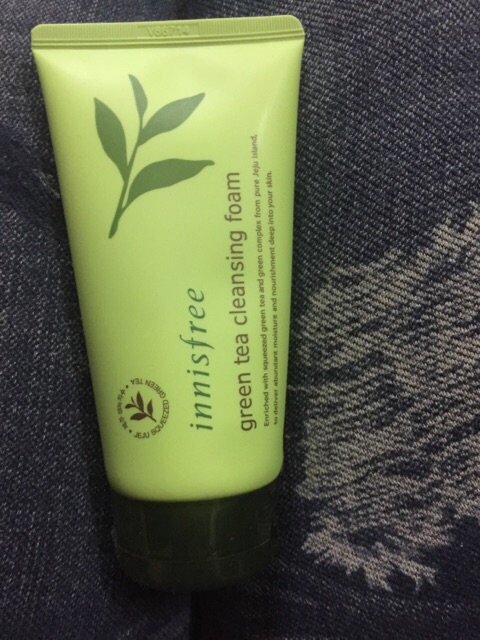 innisfree
green tea cleansing foam
Enriched with squeezed green tea and green complex from pure Jeju Island,
to deliver abundant moisture and nourishment deep into your skin.
JEJU SQUEEZED GREEN TEA